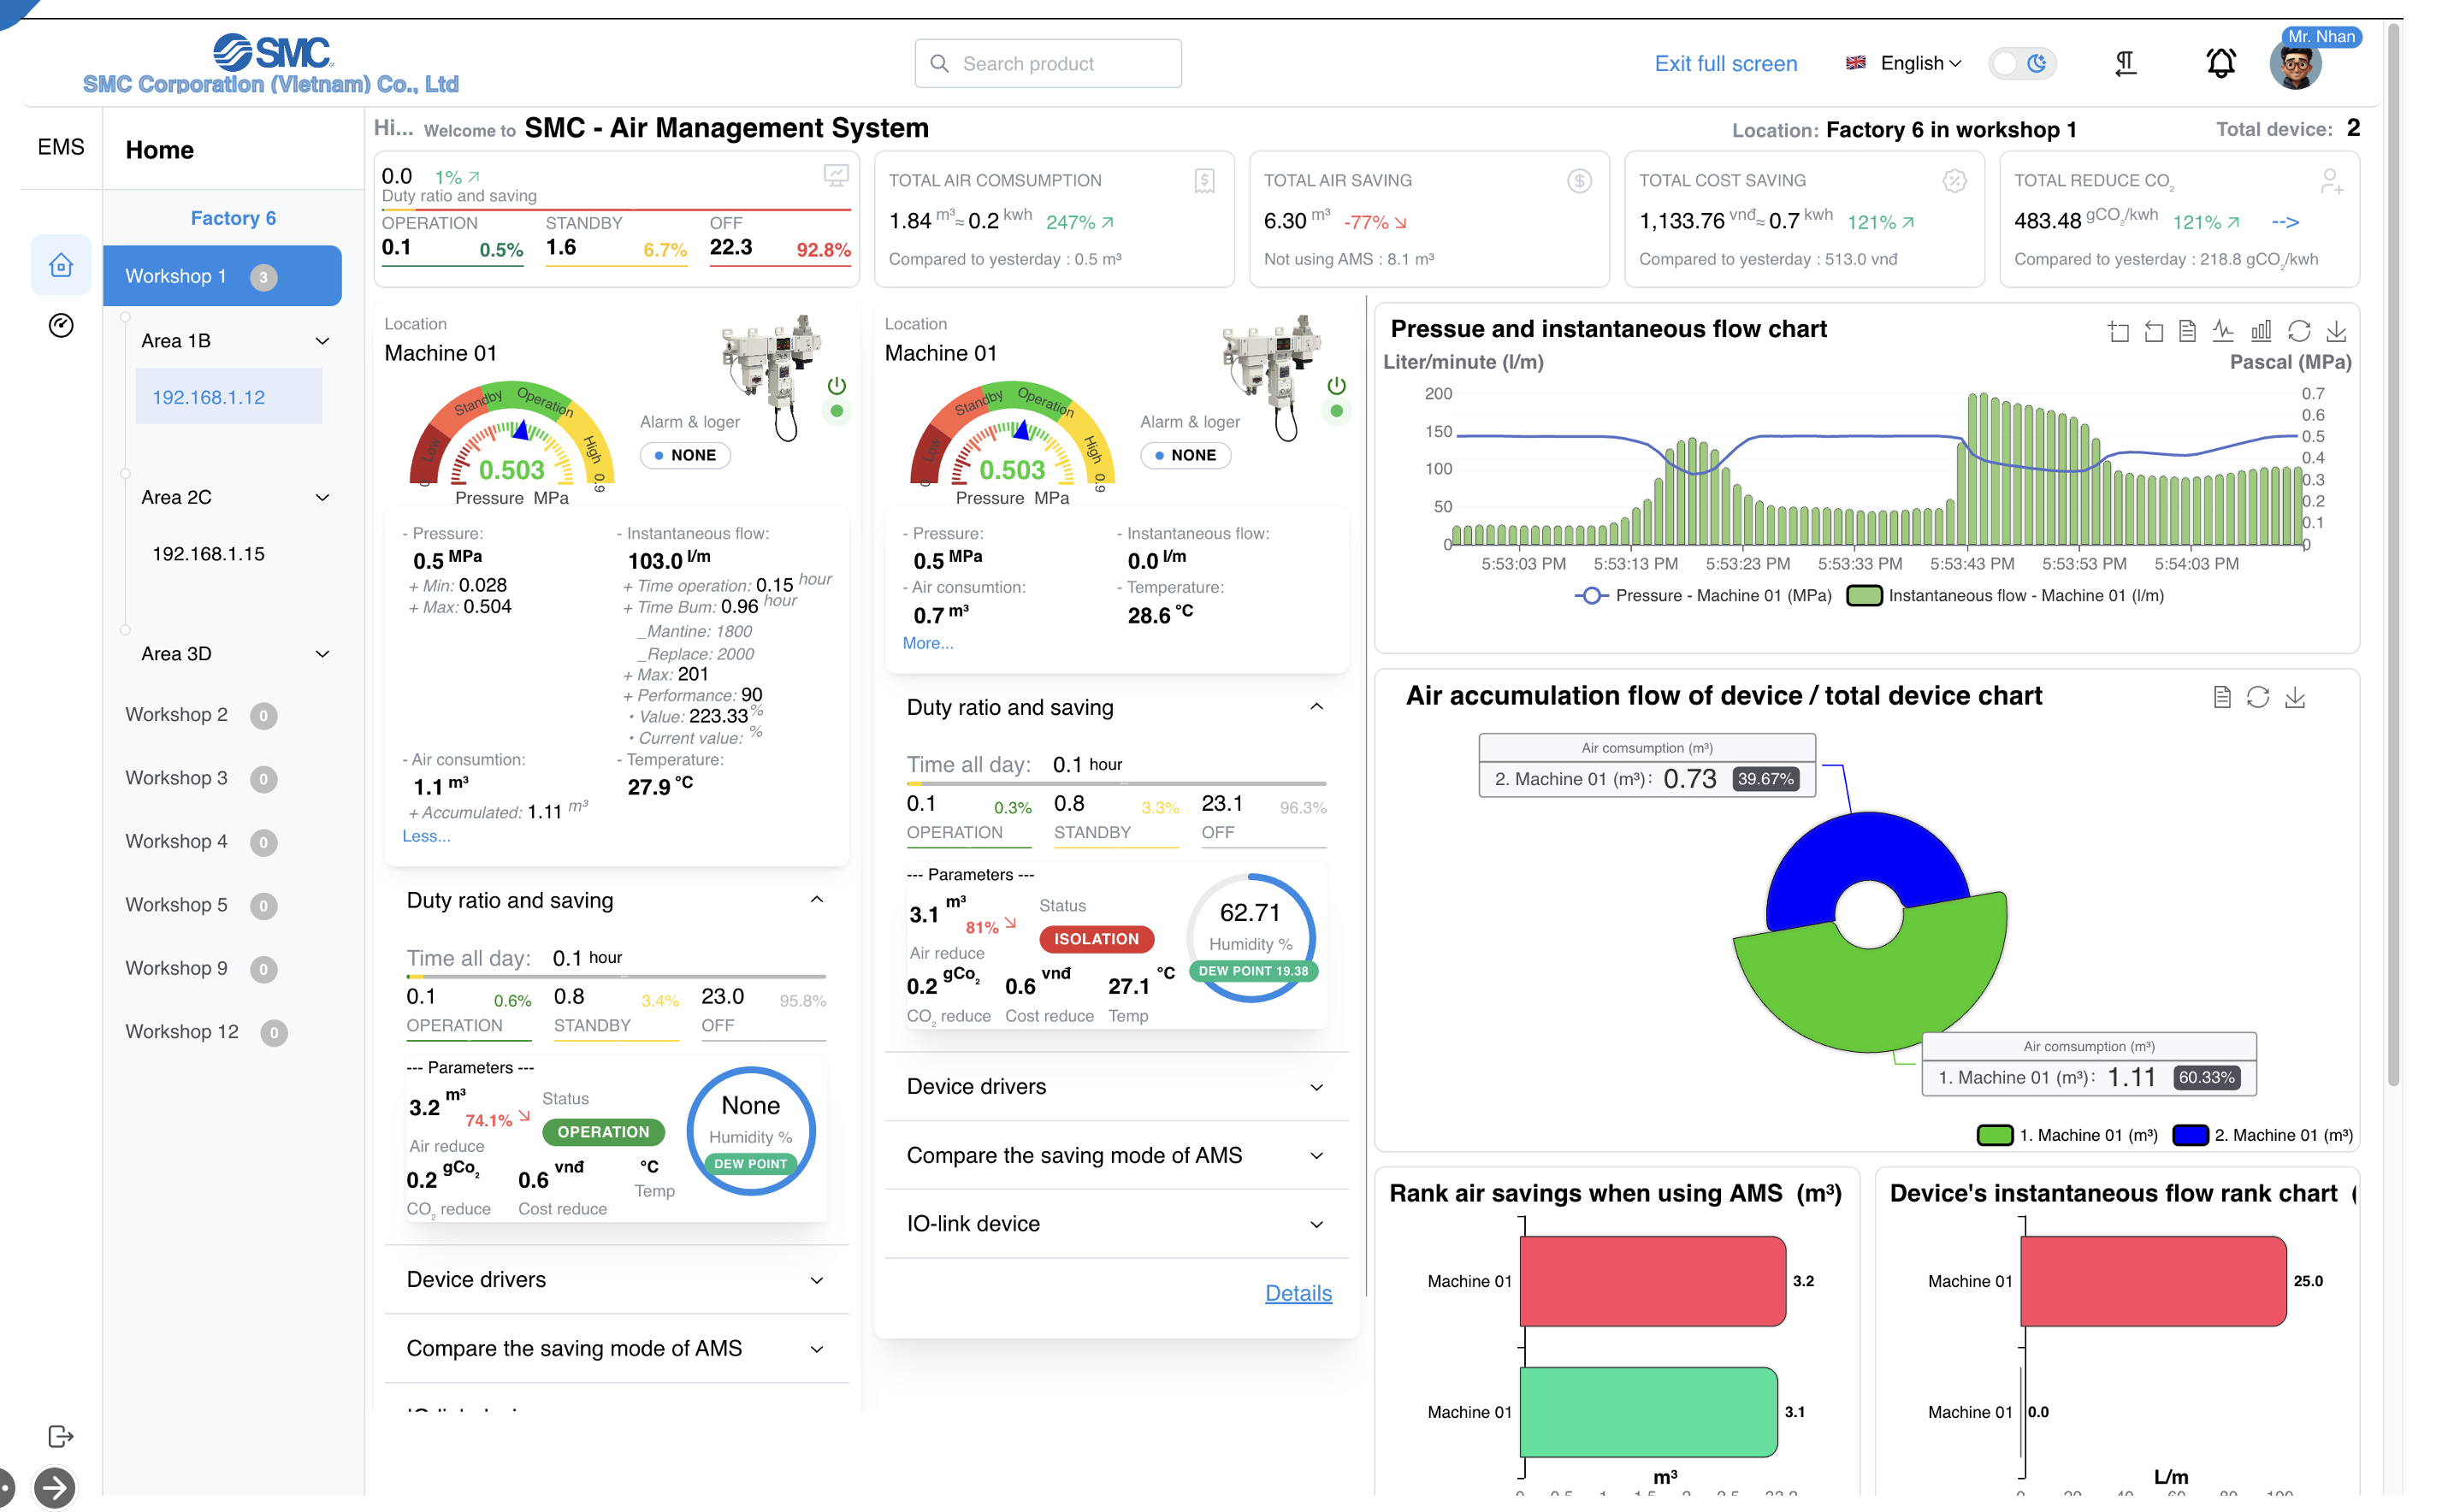 SMC
SMC Corporation (Vietnam) Co., Ltd
Search product
Exit full screen
English
Mr. Nhan
EMS
Home
Factory 6
Workshop 1 3
Area 1B
192.168.1.12
Area 2C
192.168.1.15
Area 3D
Workshop 2 0
Workshop 3 0
Workshop 4 0
Workshop 5 0
Workshop 9 0
Workshop 12 0
Hi... Welcome to SMC - Air Management System
Location: Factory 6 in workshop 1
Total device: 2
0.0 1%
Duty ratio and saving
OPERATION STANDBY OFF
0.1 0.5% 1.6 6.7% 22.3 92.8%
TOTAL AIR COMSUMPTION
1.84 m³≈ 0.2 kwh 247%
Compared to yesterday : 0.5 m³
TOTAL AIR SAVING
6.30 m³ -77%
Not using AMS : 8.1 m³
TOTAL COST SAVING
1,133.76 vnđ≈ 0.7 kwh 121%
Compared to yesterday : 513.0 vnđ
TOTAL REDUCE CO₂
483.48 gCO₂/kwh 121% -->
Compared to yesterday : 218.8 gCO₂/kwh
Location
Machine 01
Low Standby Operation High
0 0.9
0.503
Pressure MPa
Alarm & loger
NONE
- Pressure:
0.5 MPa
+ Min: 0.028
+ Max: 0.504
- Instantaneous flow:
103.0 l/m
+ Time operation: 0.15 hour
+ Time Bum: 0.96 hour
_Mantine: 1800
_Replace: 2000
+ Max: 201
+ Performance: 90
• Value: 223.33 %
• Current value: %
- Air consumtion:
1.1 m³
+ Accumulated: 1.11 m³
- Temperature:
27.9 °C
Less...
Duty ratio and saving
Time all day: 0.1 hour
0.1 0.6% 0.8 3.4% 23.0 95.8%
OPERATION STANDBY OFF
--- Parameters ---
3.2 m³ 74.1%
Air reduce
Status
OPERATION
0.2 gCo₂ 0.6 vnđ °C
CO₂ reduce Cost reduce Temp
None
Humidity %
DEW POINT
Device drivers
Compare the saving mode of AMS
Location
Machine 01
Low Standby Operation High
0 0.9
0.503
Pressure MPa
Alarm & loger
NONE
- Pressure:
0.5 MPa
- Instantaneous flow:
0.0 l/m
- Air consumtion:
0.7 m³
- Temperature:
28.6 °C
More...
Duty ratio and saving
Time all day: 0.1 hour
0.1 0.3% 0.8 3.3% 23.1 96.3%
OPERATION STANDBY OFF
--- Parameters ---
3.1 m³ 81%
Air reduce
Status
ISOLATION
0.2 gCo₂ 0.6 vnđ 27.1 °C
CO₂ reduce Cost reduce Temp
62.71
Humidity %
DEW POINT 19.38
Device drivers
Compare the saving mode of AMS
IO-link device
Details
Pressue and instantaneous flow chart
Liter/minute (l/m)
Pascal (MPa)
200
150
100
50
0
0.7
0.6
0.5
0.4
0.3
0.2
0.1
0
5:53:03 PM 5:53:13 PM 5:53:23 PM 5:53:33 PM 5:53:43 PM 5:53:53 PM 5:54:03 PM
Pressure - Machine 01 (MPa) Instantaneous flow - Machine 01 (l/m)
Air accumulation flow of device / total device chart
Air comsumption (m³)
2. Machine 01 (m³): 0.73 39.67%
Air comsumption (m³)
1. Machine 01 (m³): 1.11 60.33%
1. Machine 01 (m³) 2. Machine 01 (m³)
Rank air savings when using AMS (m³)
Machine 01 3.2
Machine 01 3.1
m³
Device's instantaneous flow rank chart (
Machine 01 25.0
Machine 01 0.0
L/m